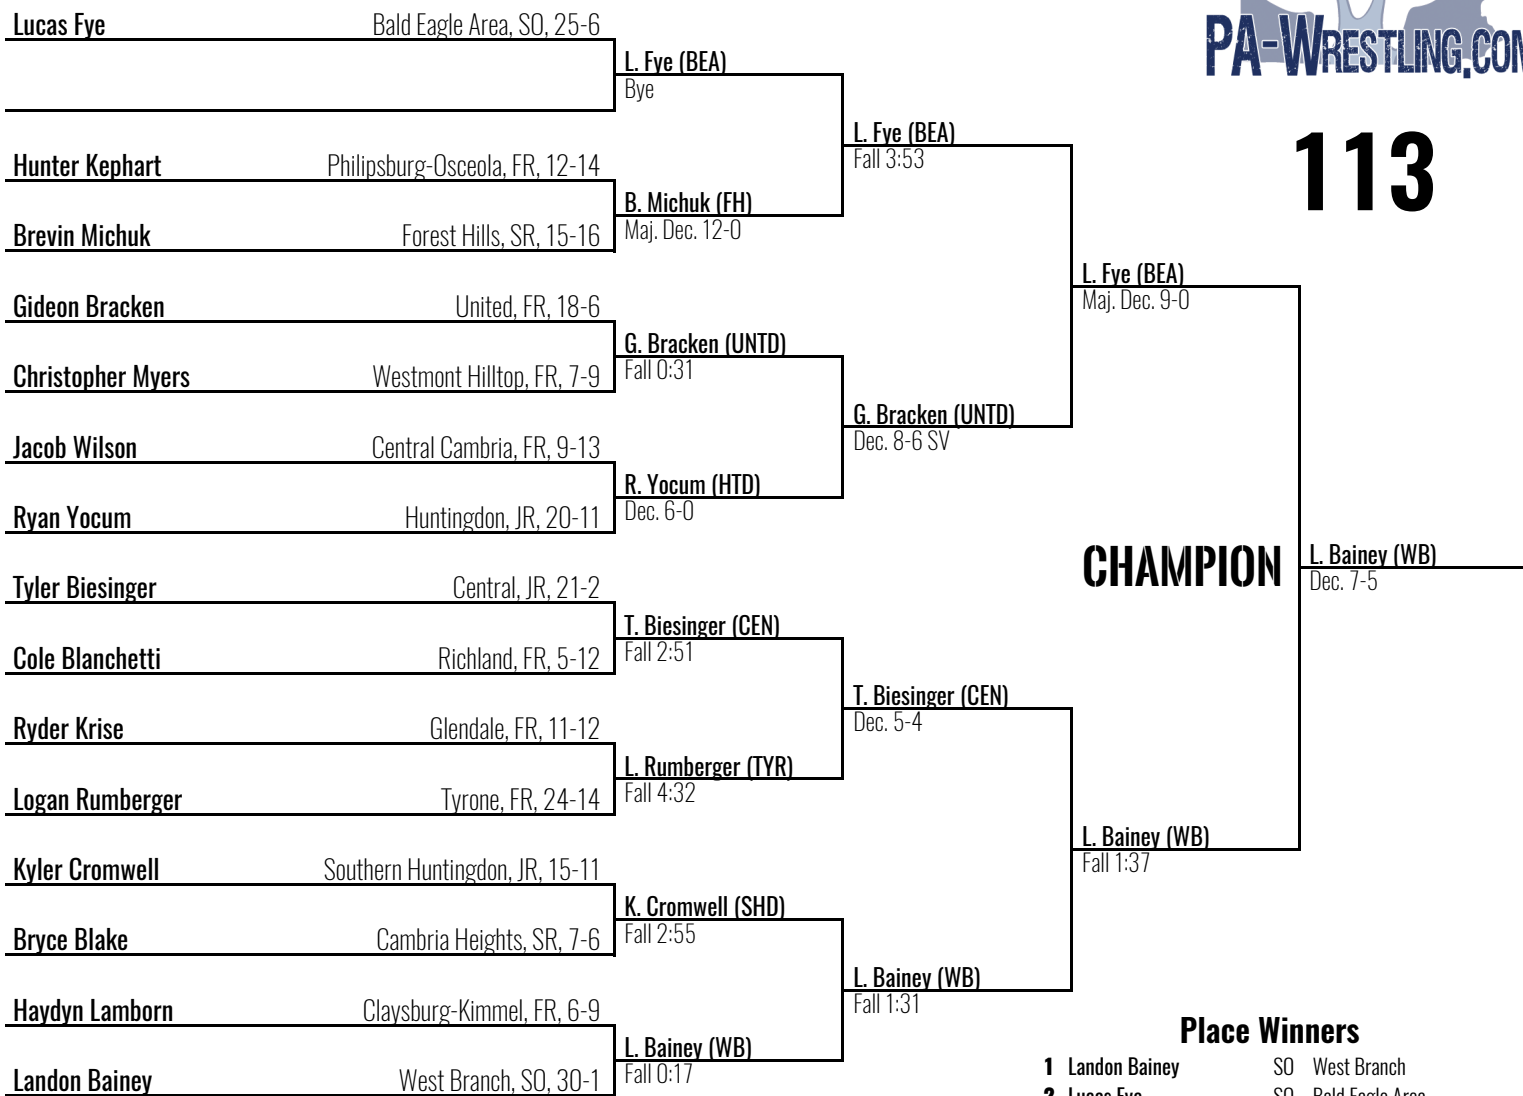 Lucas Fye Bald Eagle Area, SO, 25-6
L. Fye (BEA)
Bye
PA-WRESTLING.COM
L. Fye (BEA)
Fall 3:53
113
Hunter Kephart Philipsburg-Osceola, FR, 12-14
B. Michuk (FH)
Maj. Dec. 12-0
Brevin Michuk Forest Hills, SR, 15-16
L. Fye (BEA)
Maj. Dec. 9-0
Gideon Bracken United, FR, 18-6
G. Bracken (UNTD)
Fall 0:31
Christopher Myers Westmont Hilltop, FR, 7-9
G. Bracken (UNTD)
Dec. 8-6 SV
Jacob Wilson Central Cambria, FR, 9-13
R. Yocum (HTD)
Dec. 6-0
Ryan Yocum Huntingdon, JR, 20-11
CHAMPION
L. Bainey (WB)
Dec. 7-5
Tyler Biesinger Central, JR, 21-2
T. Biesinger (CEN)
Fall 2:51
Cole Blanchetti Richland, FR, 5-12
T. Biesinger (CEN)
Dec. 5-4
Ryder Krise Glendale, FR, 11-12
L. Rumberger (TYR)
Fall 4:32
Logan Rumberger Tyrone, FR, 24-14
L. Bainey (WB)
Fall 1:37
Kyler Cromwell Southern Huntingdon, JR, 15-11
K. Cromwell (SHD)
Fall 2:55
Bryce Blake Cambria Heights, SR, 7-6
L. Bainey (WB)
Fall 1:31
Haydyn Lamborn Claysburg-Kimmel, FR, 6-9
L. Bainey (WB)
Fall 0:17
Landon Bainey West Branch, SO, 30-1
Place Winners
1 Landon Bainey SO West Branch
2 Lucas Fye SO Bald Eagle Area